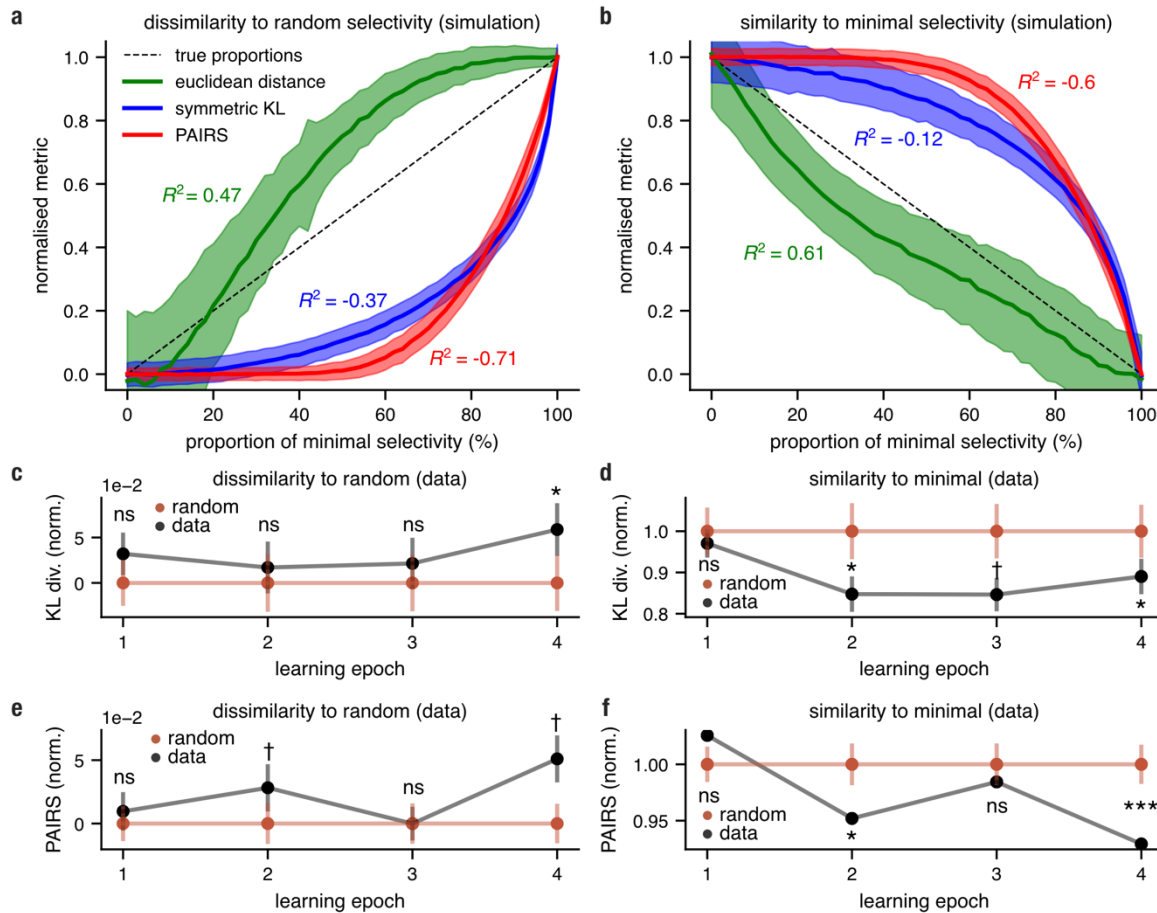 a
dissimilarity to random selectivity (simulation)
normalised metric
1.0
0.8
0.6
0.4
0.2
0.0
true proportions
euclidean distance
symmetric KL
PAIRS
R² = 0.47
R² = -0.37
R² = -0.71
0
20
40
60
80
100
proportion of minimal selectivity (%)
b
similarity to minimal selectivity (simulation)
normalised metric
1.0
0.8
0.6
0.4
0.2
0.0
R² = -0.6
R² = -0.12
R² = 0.61
0
20
40
60
80
100
proportion of minimal selectivity (%)
c
dissimilarity to random (data)
1e−2
KL div. (norm.)
5
0
random
data
ns
ns
ns
*
1
2
3
4
learning epoch
d
similarity to minimal (data)
KL div. (norm.)
1.0
0.9
0.8
ns
*
†
*
random
data
1
2
3
4
learning epoch
e
dissimilarity to random (data)
1e−2
PAIRS (norm.)
5
0
random
data
ns
†
ns
†
1
2
3
4
learning epoch
f
similarity to minimal (data)
PAIRS (norm.)
1.00
0.95
ns
*
ns
***
random
data
1
2
3
4
learning epoch